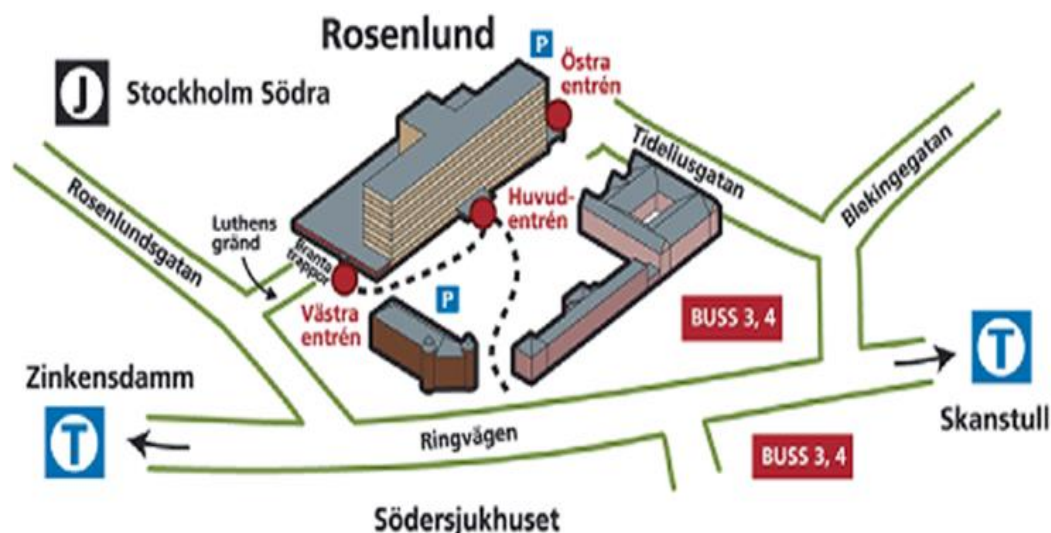 Rosenlund
P
Östra
entrén
J
Stockholm Södra
Tideliusgatan
Blekingegatan
Rosenlundsgatan
Luthens
gränd
Branta
trappor
Huvud-
entrén
Västra
entrén
P
BUSS 3, 4
Zinkensdamm
T
T
Skanstull
Ringvägen
BUSS 3, 4
Södersjukhuset